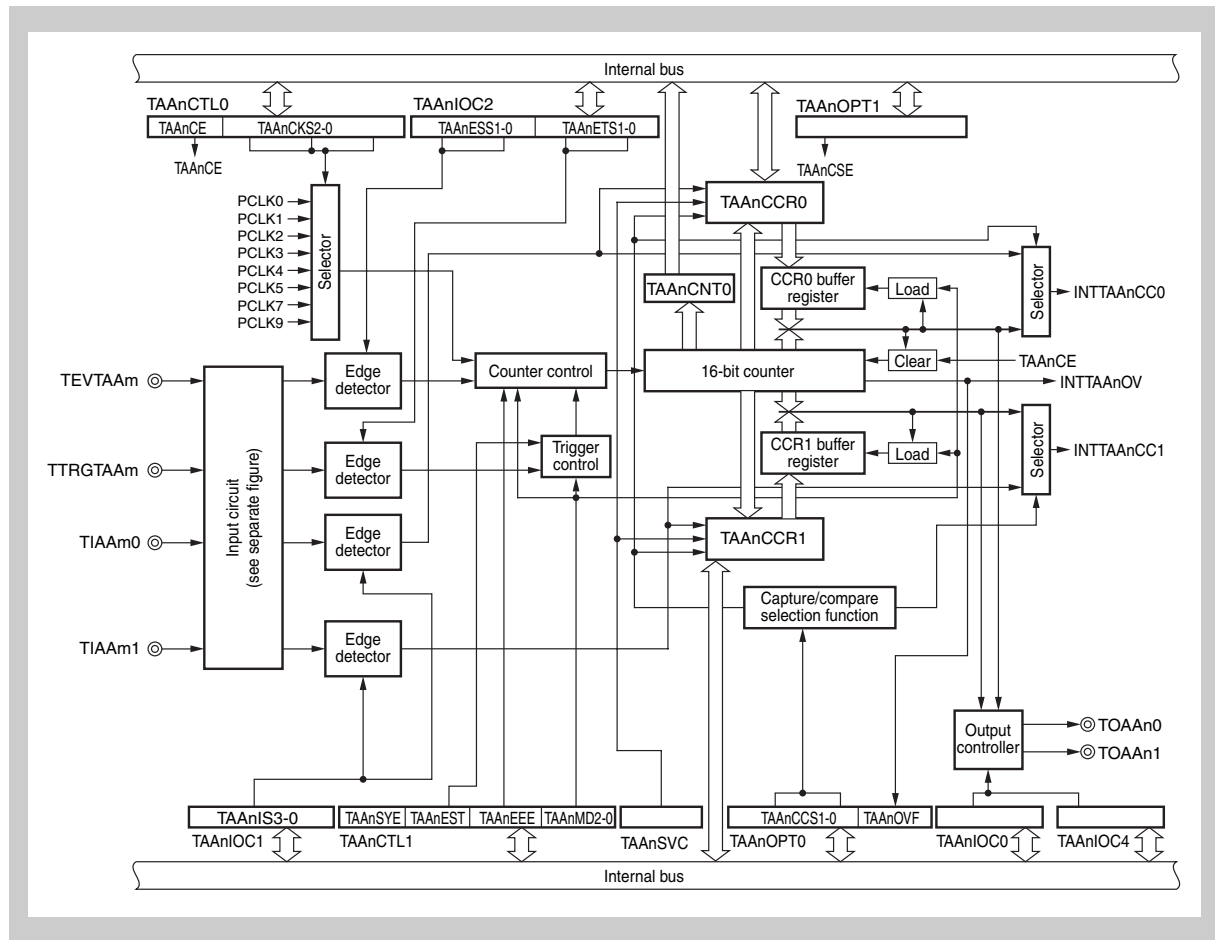 Internal bus
TAAnCTL0
TAAnIOC2
TAAnOPT1
TAAnCE
TAAnCKS2-0
TAAnESS1-0
TAAnETS1-0
TAAnCE
TAAnCSE
PCLK0
PCLK1
PCLK2
PCLK3
PCLK4
PCLK5
PCLK7
PCLK9
Selector
TAAnCCR0
TAAnCNT0
CCR0 buffer
register
Load
Selector
INTTAAnCC0
TEVTAAm
Edge
detector
Counter control
16-bit counter
Clear
TAAnCE
INTTAAnOV
TTRGTAAm
Input circuit
(see separate figure)
Edge
detector
Trigger
control
CCR1 buffer
register
Load
Selector
INTTAAnCC1
TIAAm0
Edge
detector
TAAnCCR1
Capture/compare
selection function
TIAAm1
Edge
detector
Output
controller
TOAAn0
TOAAn1
TAAnIS3-0
TAAnSYE
TAAnEST
TAAnEEE
TAAnMD2-0
TAAnCCS1-0
TAAnOVF
TAAnIOC1
TAAnCTL1
TAAnSVC
TAAnOPT0
TAAnIOC0
TAAnIOC4
Internal bus